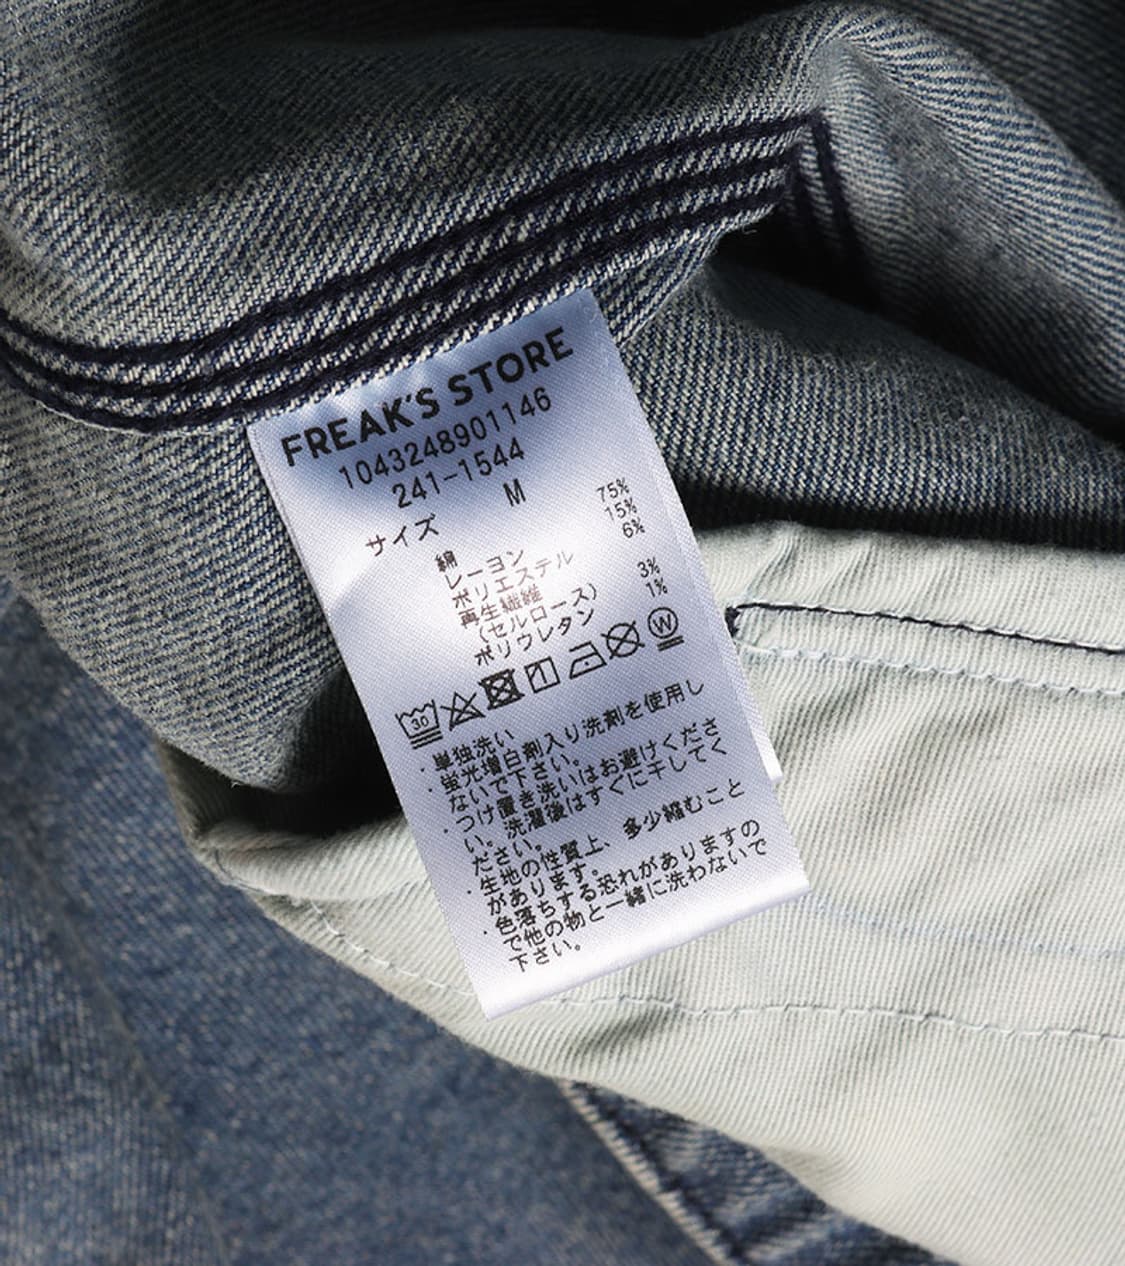 FREAK'S STORE
1043248901146
241-1544
サイズ M
綿 75%
レーヨン 15%
ポリエステル 6%
再生繊維
(セルロース) 3%
ポリウレタン 1%
30 W
・単独洗い
・蛍光増白剤入り洗剤を使用し
ないで下さい。
・つけ置き洗いはお避けくださ
い。洗濯後はすぐに干してく
ださい。
・生地の性質上、多少縮むこと
があります。
・色落ちする恐れがありますの
で他の物と一緒に洗わないで
下さい。